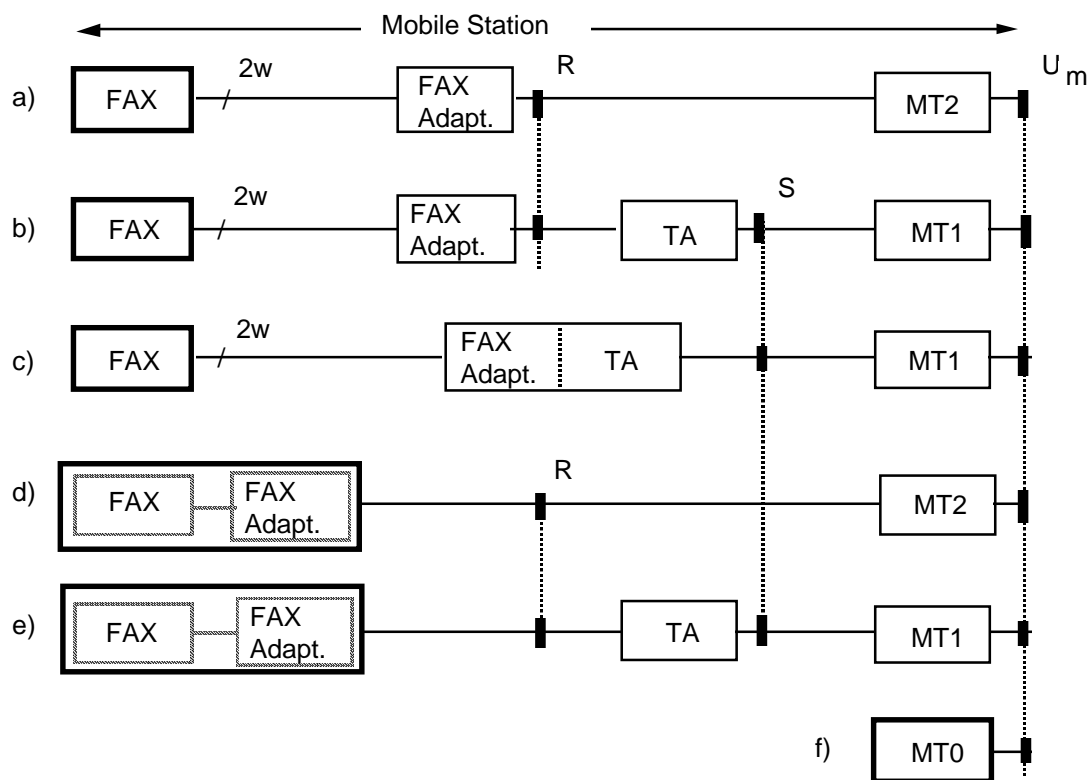 Mobile Station
a) FAX 2w FAX Adapt. R MT2 U m
b) FAX 2w FAX Adapt. TA S MT1
c) FAX 2w FAX Adapt. TA MT1
d) FAX FAX Adapt. R MT2
e) FAX FAX Adapt. TA MT1
f) MT0